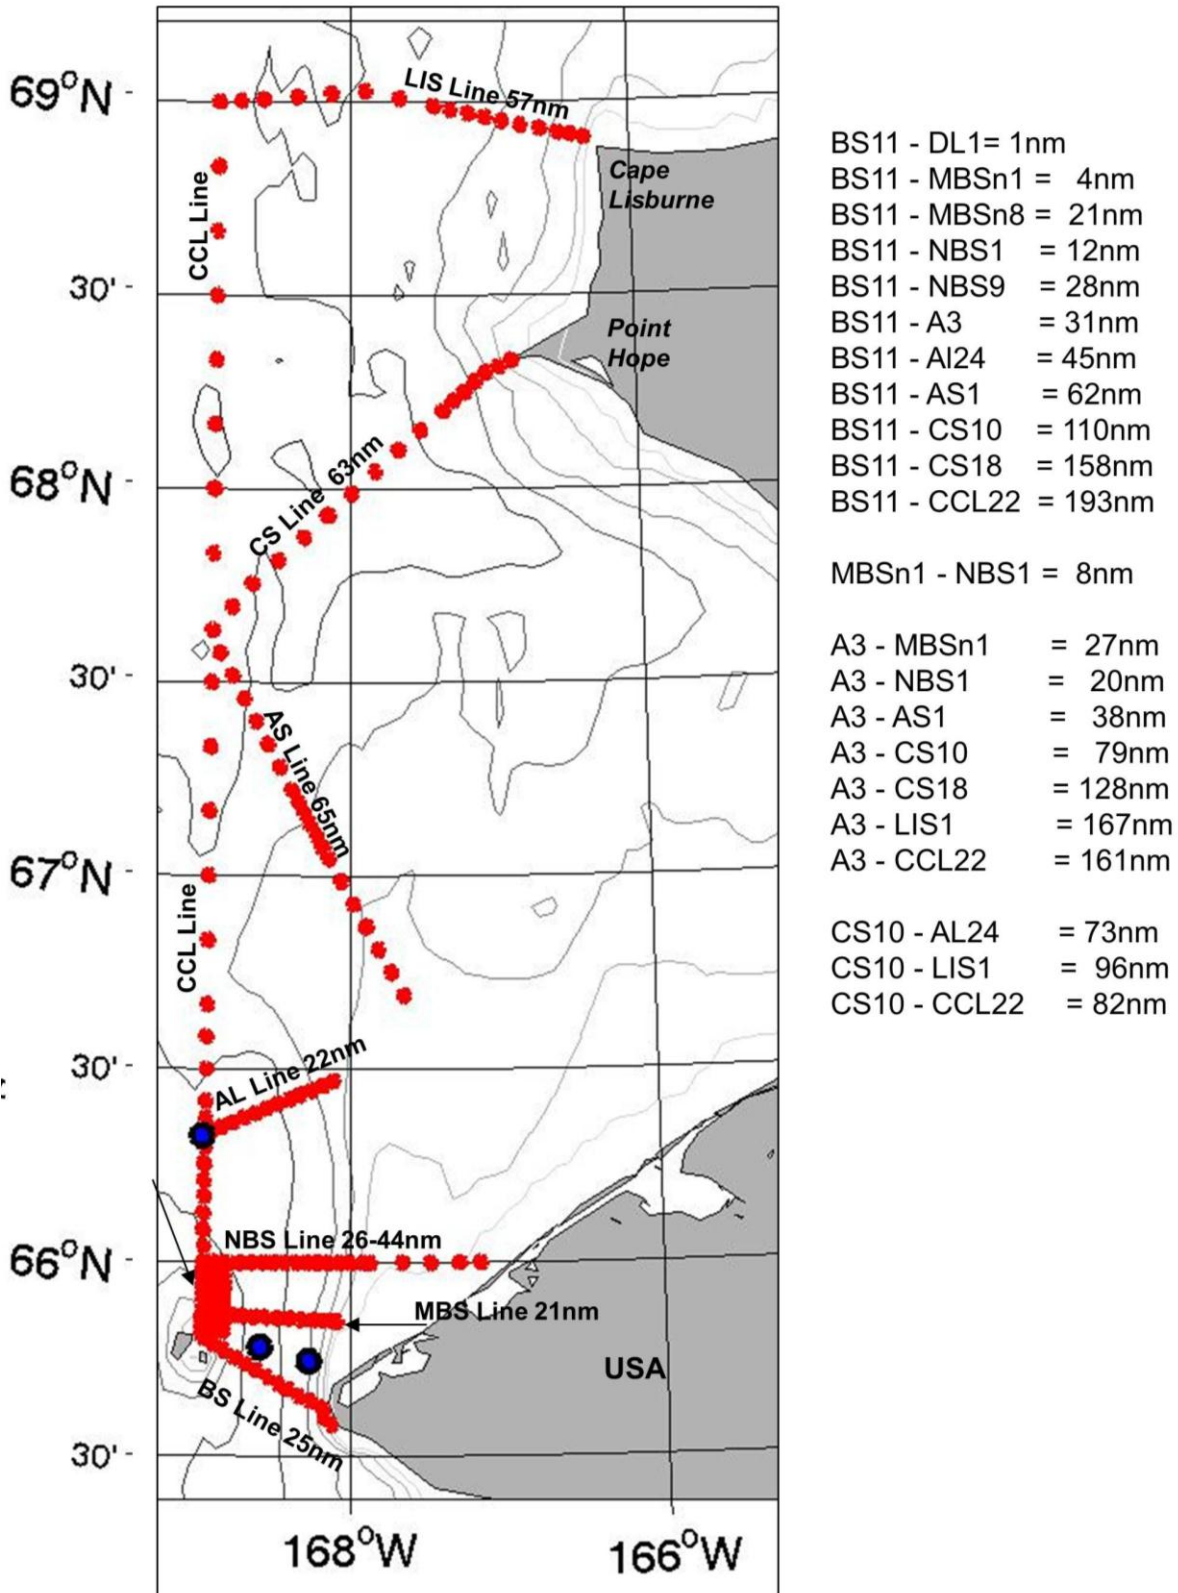 69°N
LIS Line 57nm
Cape
Lisburne
CCL Line
30'
Point
Hope
68°N
CS Line 63nm
30'
AS Line 65nm
67°N
CCL Line
30'
AL Line 22nm
66°N
NBS Line 26-44nm
MBS Line 21nm
USA
BS Line 25nm
30'
168°W
166°W
BS11 - DL1= 1nm
BS11 - MBSn1 = 4nm
BS11 - MBSn8 = 21nm
BS11 - NBS1 = 12nm
BS11 - NBS9 = 28nm
BS11 - A3 = 31nm
BS11 - Al24 = 45nm
BS11 - AS1 = 62nm
BS11 - CS10 = 110nm
BS11 - CS18 = 158nm
BS11 - CCL22 = 193nm
MBSn1 - NBS1 = 8nm
A3 - MBSn1 = 27nm
A3 - NBS1 = 20nm
A3 - AS1 = 38nm
A3 - CS10 = 79nm
A3 - CS18 = 128nm
A3 - LIS1 = 167nm
A3 - CCL22 = 161nm
CS10 - AL24 = 73nm
CS10 - LIS1 = 96nm
CS10 - CCL22 = 82nm